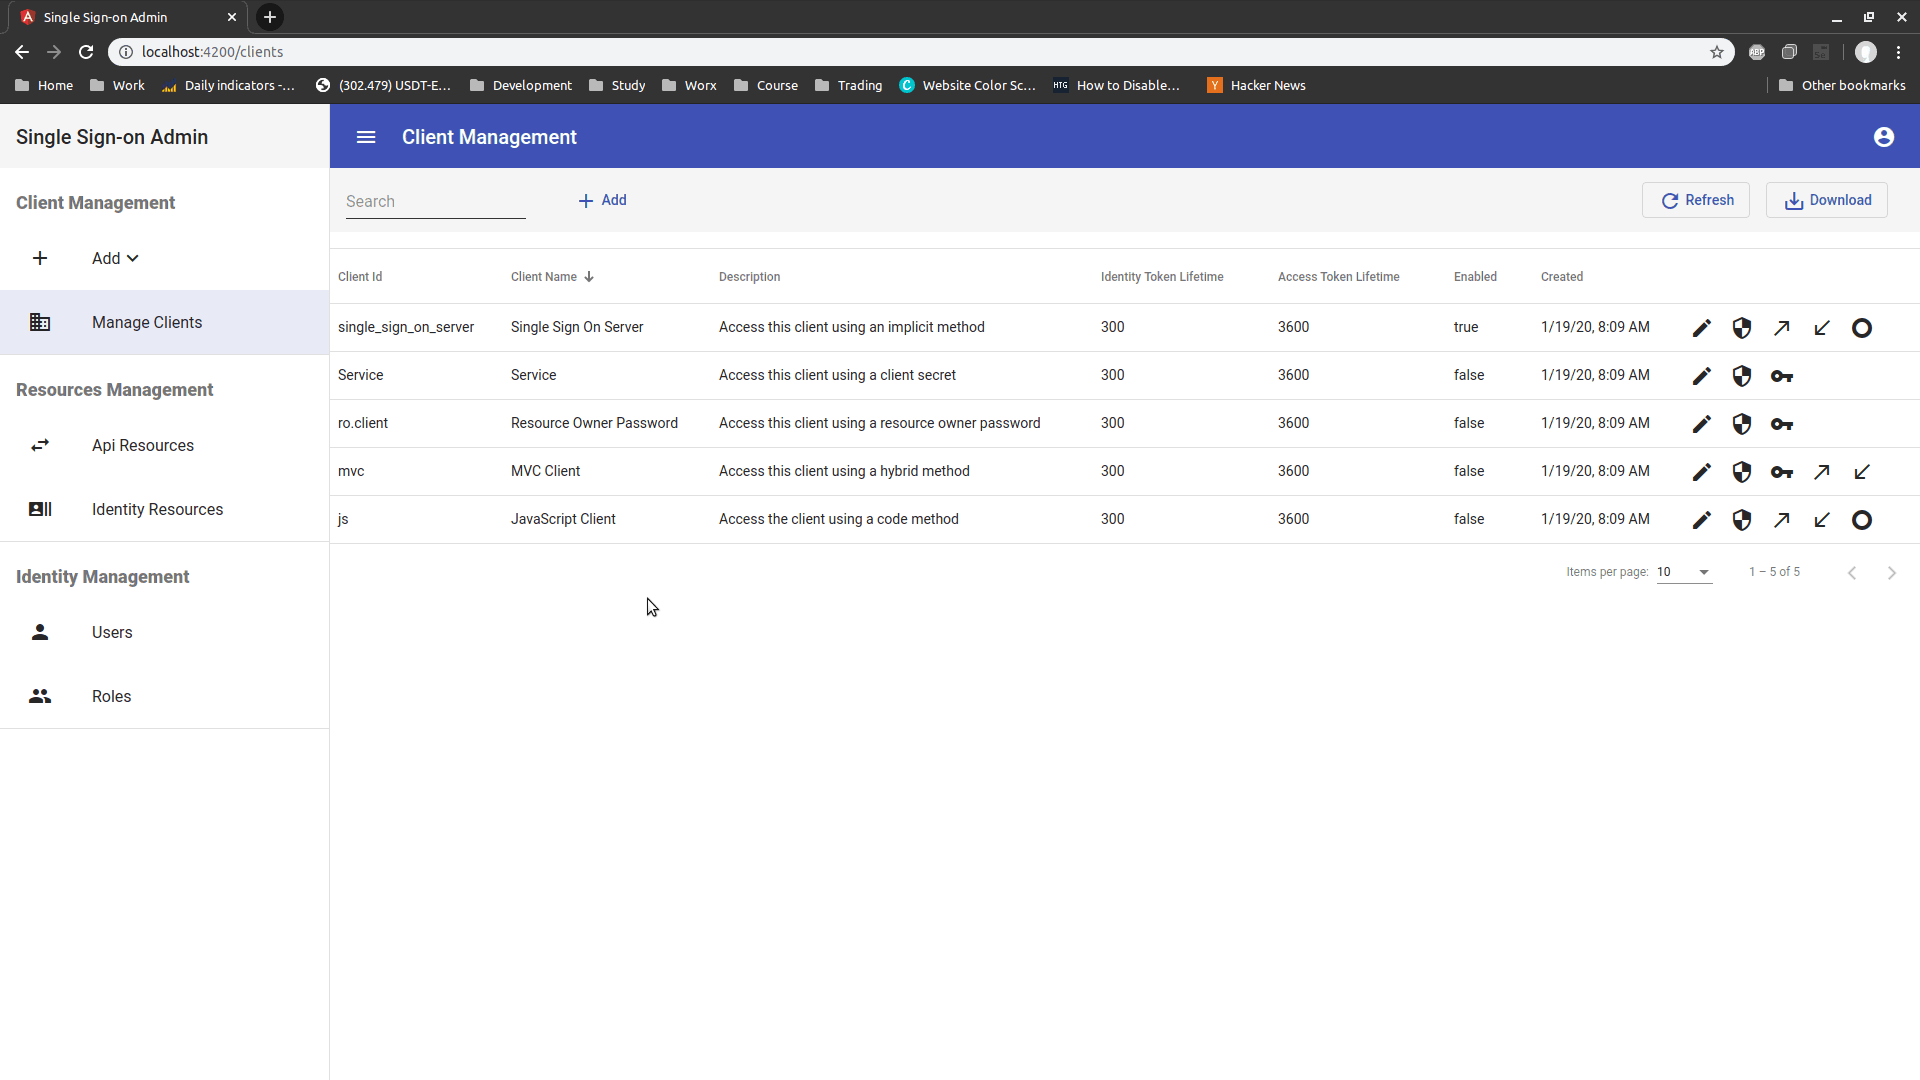 Single Sign-on Admin
localhost:4200/clients
ABP
Home Work Daily indicators -... (302.479) USDT-E... Development Study Worx Course Trading C Website Color Sc... HTG How to Disable... Y Hacker News Other bookmarks
Single Sign-on Admin
Client Management
Client Management
Search
Add
Refresh
Download
Add
Manage Clients
Resources Management
Api Resources
Identity Resources
Identity Management
Users
Roles
Client Id Client Name Description Identity Token Lifetime Access Token Lifetime Enabled Created
single_sign_on_server Single Sign On Server Access this client using an implicit method 300 3600 true 1/19/20, 8:09 AM
Service Service Access this client using a client secret 300 3600 false 1/19/20, 8:09 AM
ro.client Resource Owner Password Access this client using a resource owner password 300 3600 false 1/19/20, 8:09 AM
mvc MVC Client Access this client using a hybrid method 300 3600 false 1/19/20, 8:09 AM
js JavaScript Client Access the client using a code method 300 3600 false 1/19/20, 8:09 AM
Items per page: 10 1 – 5 of 5